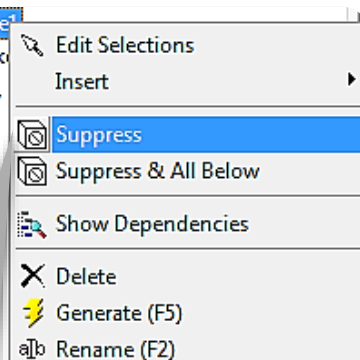 Edit Selections
Insert
Suppress
Suppress & All Below
Show Dependencies
Delete
Generate (F5)
a|b Rename (F2)